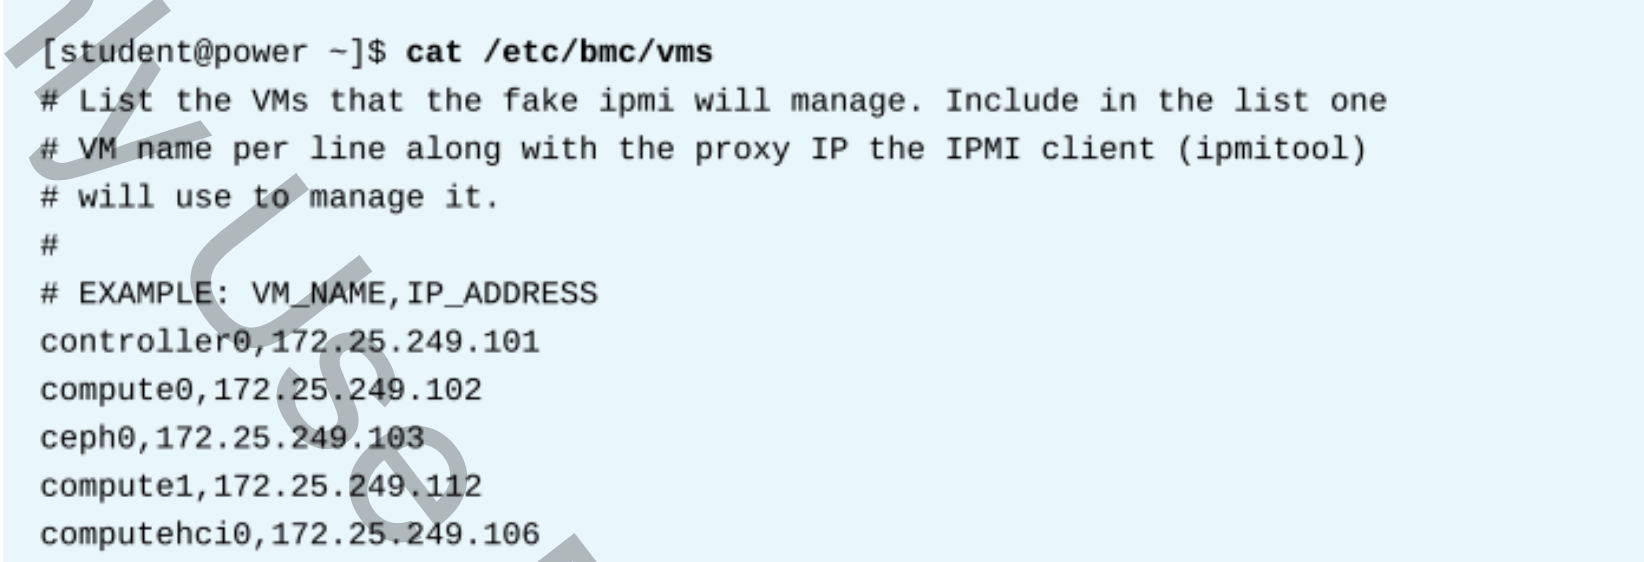 [student@power ~]$ cat /etc/bmc/vms
# List the VMs that the fake ipmi will manage. Include in the list one
# VM name per line along with the proxy IP the IPMI client (ipmitool)
# will use to manage it.
#
# EXAMPLE: VM_NAME,IP_ADDRESS
controller0,172.25.249.101
compute0,172.25.249.102
ceph0,172.25.249.103
compute1,172.25.249.112
computehci0,172.25.249.106
Use